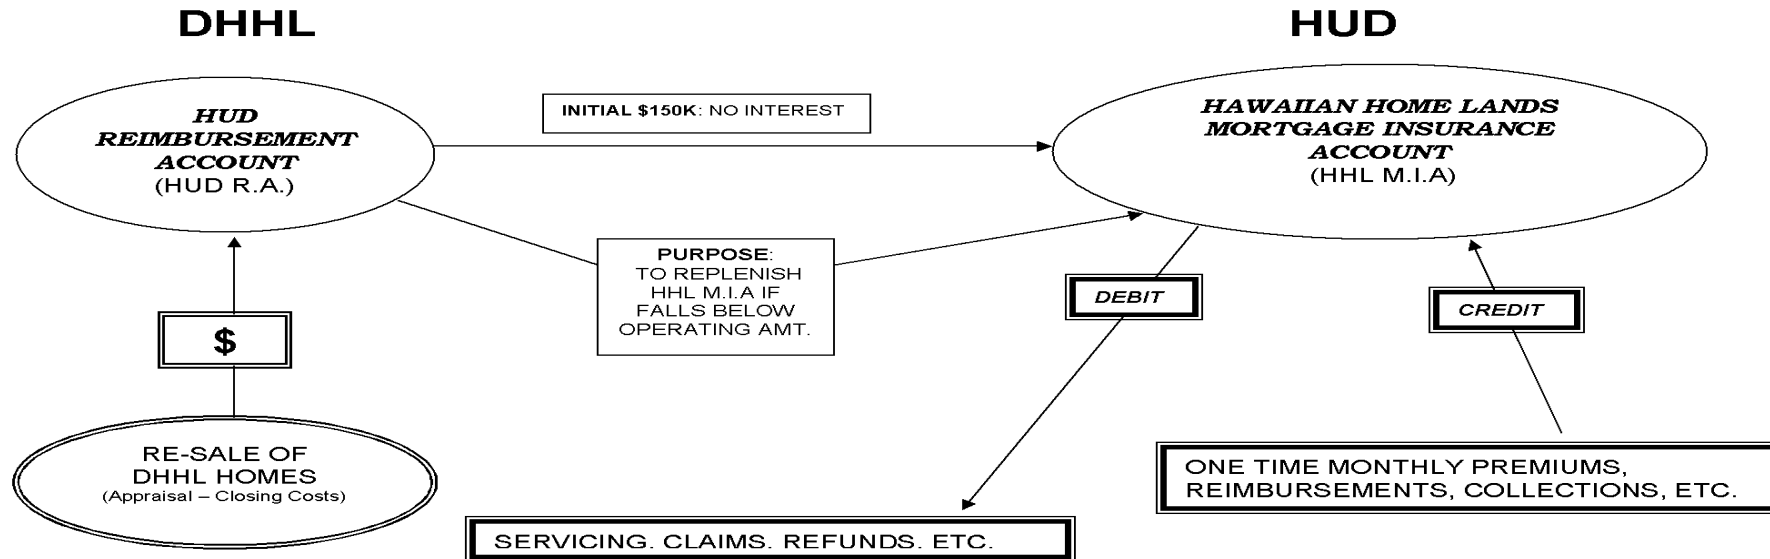 DHHL
HUD
HUD
REIMBURSEMENT
ACCOUNT
(HUD R.A.)
INITIAL $150K: NO INTEREST
HAWAIIAN HOME LANDS
MORTGAGE INSURANCE
ACCOUNT
(HHL M.I.A)
PURPOSE:
TO REPLENISH
HHL M.I.A IF
FALLS BELOW
OPERATING AMT.
DEBIT
CREDIT
$
RE-SALE OF
DHHL HOMES
(Appraisal – Closing Costs)
ONE TIME MONTHLY PREMIUMS,
REIMBURSEMENTS, COLLECTIONS, ETC.
SERVICING. CLAIMS. REFUNDS. ETC.